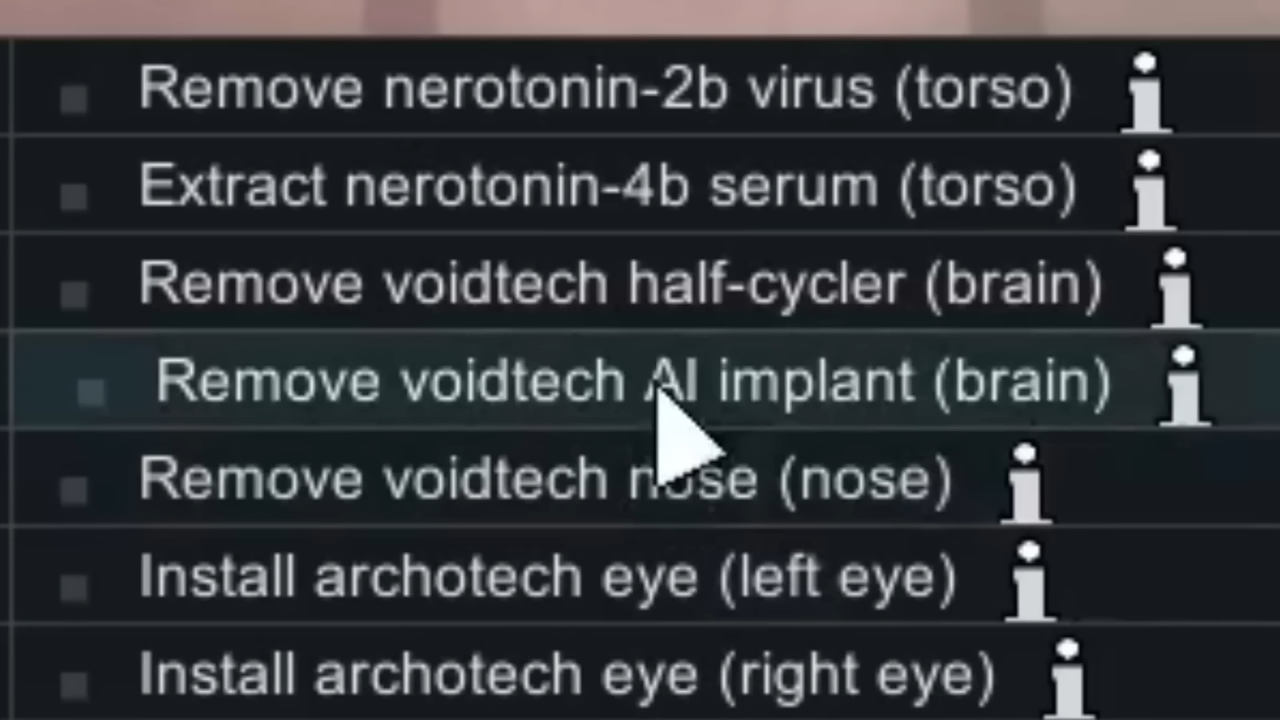 Remove nerotonin-2b virus (torso)
Extract nerotonin-4b serum (torso)
Remove voidtech half-cycler (brain)
Remove voidtech AI implant (brain)
Remove voidtech nose (nose)
Install archotech eye (left eye)
Install archotech eye (right eye)